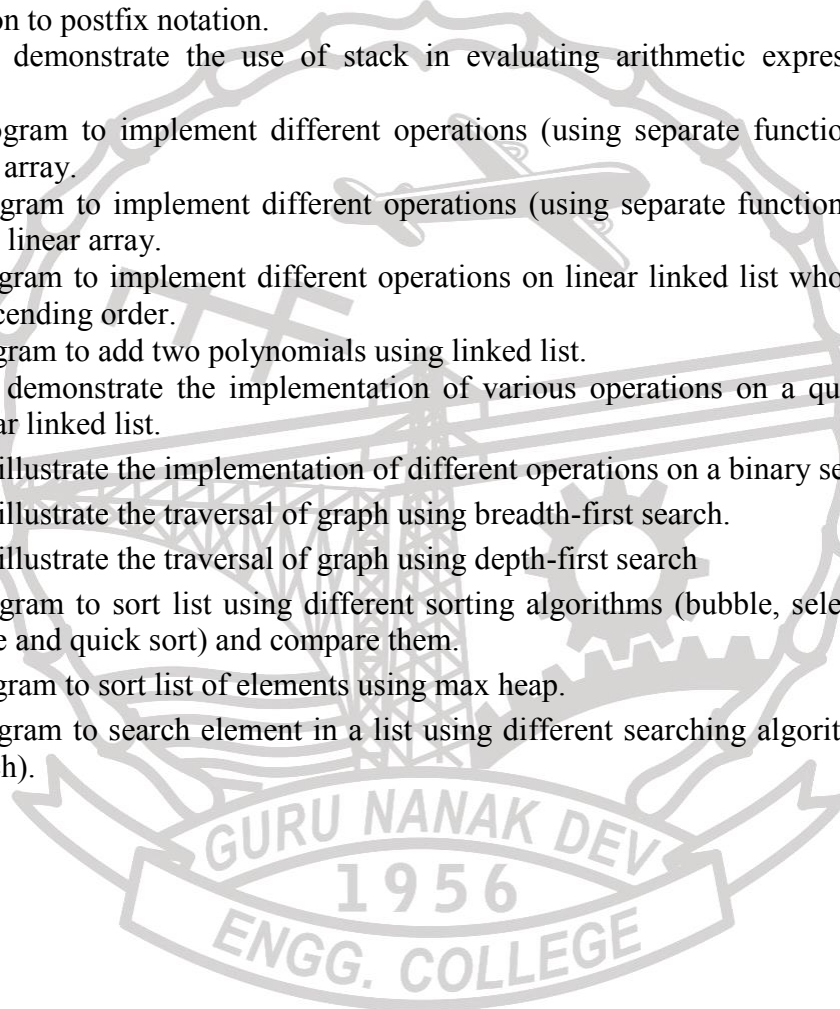 on to postfix notation.
demonstrate the use of stack in evaluating arithmetic expres
gram to implement different operations (using separate functio
array.
gram to implement different operations (using separate function
linear array.
gram to implement different operations on linear linked list who
cending order.
gram to add two polynomials using linked list.
demonstrate the implementation of various operations on a qu
ar linked list.
illustrate the implementation of different operations on a binary se
illustrate the traversal of graph using breadth-first search.
illustrate the traversal of graph using depth-first search
gram to sort list using different sorting algorithms (bubble, sele
e and quick sort) and compare them.
gram to sort list of elements using max heap.
gram to search element in a list using different searching algorit
h).
GURU NANAK DEV
1956
ENGG. COLLEGE